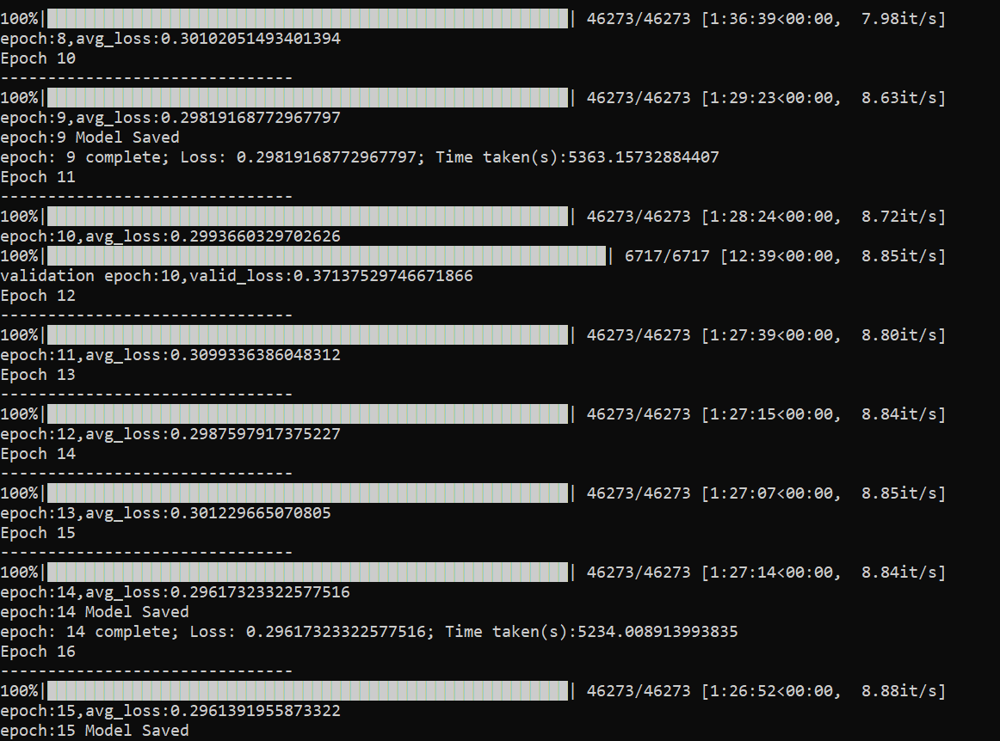 100%| | 46273/46273 [1:36:39<00:00, 7.98it/s]
epoch:8,avg_loss:0.30102051493401394
Epoch 10
-------------------------------
100%| | 46273/46273 [1:29:23<00:00, 8.63it/s]
epoch:9,avg_loss:0.29819168772967797
epoch:9 Model Saved
epoch: 9 complete; Loss: 0.29819168772967797; Time taken(s):5363.15732884407
Epoch 11
-------------------------------
100%| | 46273/46273 [1:28:24<00:00, 8.72it/s]
epoch:10,avg_loss:0.2993660329702626
100%| | 6717/6717 [12:39<00:00, 8.85it/s]
validation epoch:10,valid_loss:0.37137529746671866
Epoch 12
-------------------------------
100%| | 46273/46273 [1:27:39<00:00, 8.80it/s]
epoch:11,avg_loss:0.3099336386048312
Epoch 13
-------------------------------
100%| | 46273/46273 [1:27:15<00:00, 8.84it/s]
epoch:12,avg_loss:0.2987597917375227
Epoch 14
-------------------------------
100%| | 46273/46273 [1:27:07<00:00, 8.85it/s]
epoch:13,avg_loss:0.301229665070805
Epoch 15
-------------------------------
100%| | 46273/46273 [1:27:14<00:00, 8.84it/s]
epoch:14,avg_loss:0.29617323322577516
epoch:14 Model Saved
epoch: 14 complete; Loss: 0.29617323322577516; Time taken(s):5234.008913993835
Epoch 16
-------------------------------
100%| | 46273/46273 [1:26:52<00:00, 8.88it/s]
epoch:15,avg_loss:0.2961391955873322
epoch:15 Model Saved